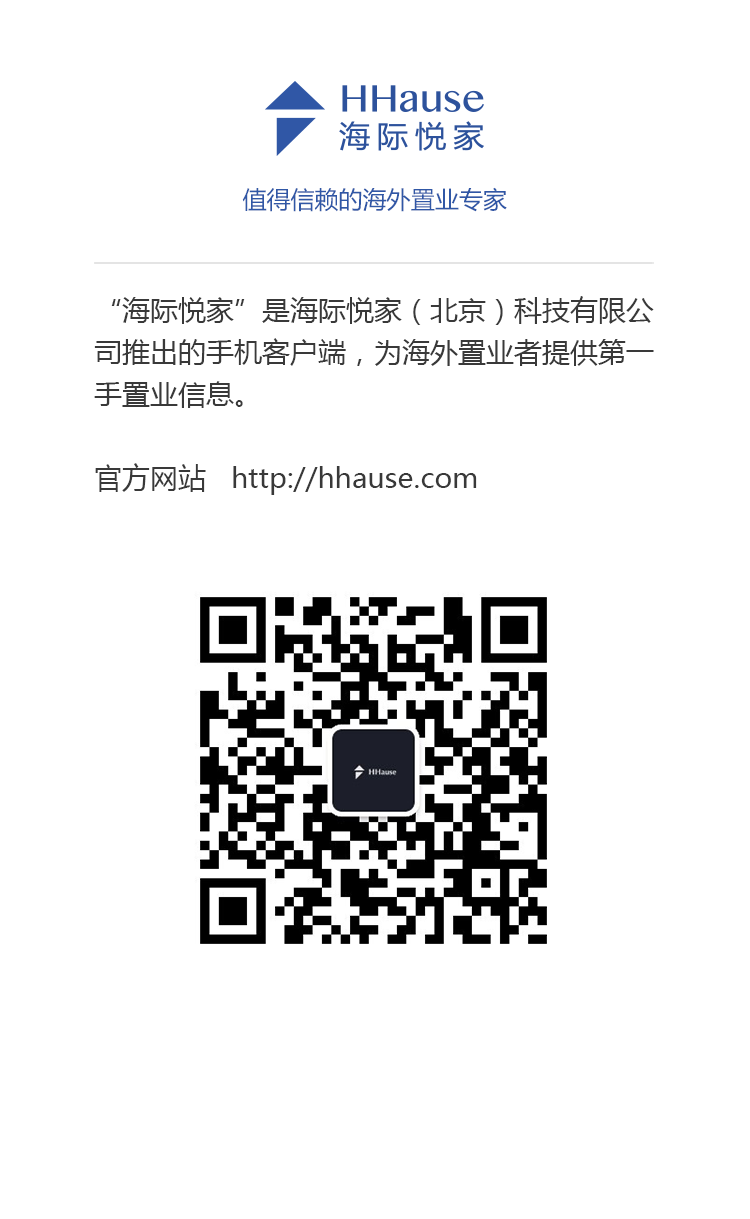 HHause
海际悦家
值得信赖的海外置业专家
“海际悦家”是海际悦家（北京）科技有限公
司推出的手机客户端，为海外置业者提供第一
手置业信息。
官方网站 http://hhause.com
HHause